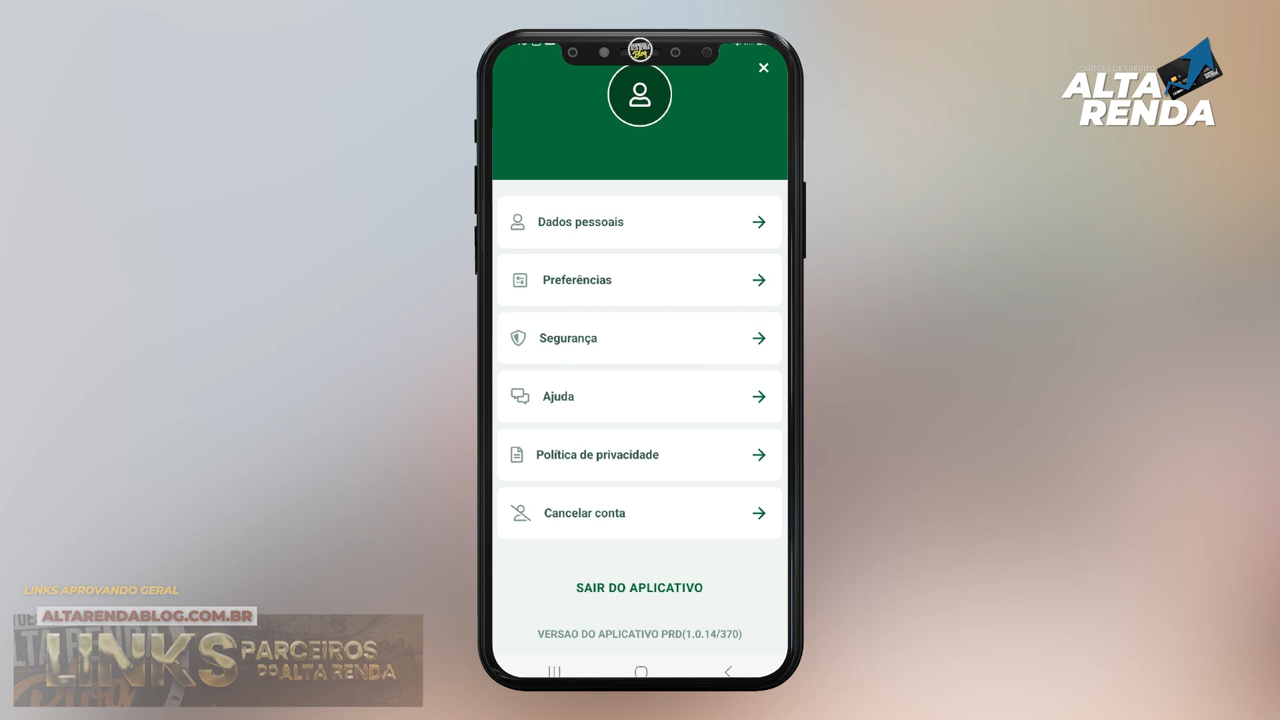 CARTÕES DE CRÉDITO
ALTA
RENDA
Dados pessoais
Preferências
Segurança
Ajuda
Política de privacidade
Cancelar conta
SAIR DO APLICATIVO
VERSAO DO APLICATIVO PRD(1.0.14/370)
LINKS APROVANDO GERAL
ALTARENDABLOG.COM.BR
LINKS
PARCEIROS
DO ALTA RENDA
Blog